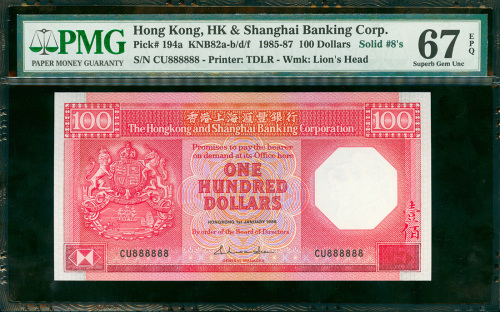 PMG
PAPER MONEY GUARANTY
Hong Kong, HK & Shanghai Banking Corp.
Pick# 194a KNB82a-b/d/f 1985-87 100 Dollars Solid #8's
S/N CU888888 - Printer: TDLR - Wmk: Lion's Head
67 EPQ
Superb Gem Unc
100
香港上海滙豐銀行
100
The Hongkong and Shanghai Banking Corporation
Promises to pay the bearer
on demand at its Office here
ONE
HUNDRED
DOLLARS
HONGKONG 1st JANUARY
By order of the Board of Directors
壹佰
CU888888
CU888888
GENERAL MANAGER